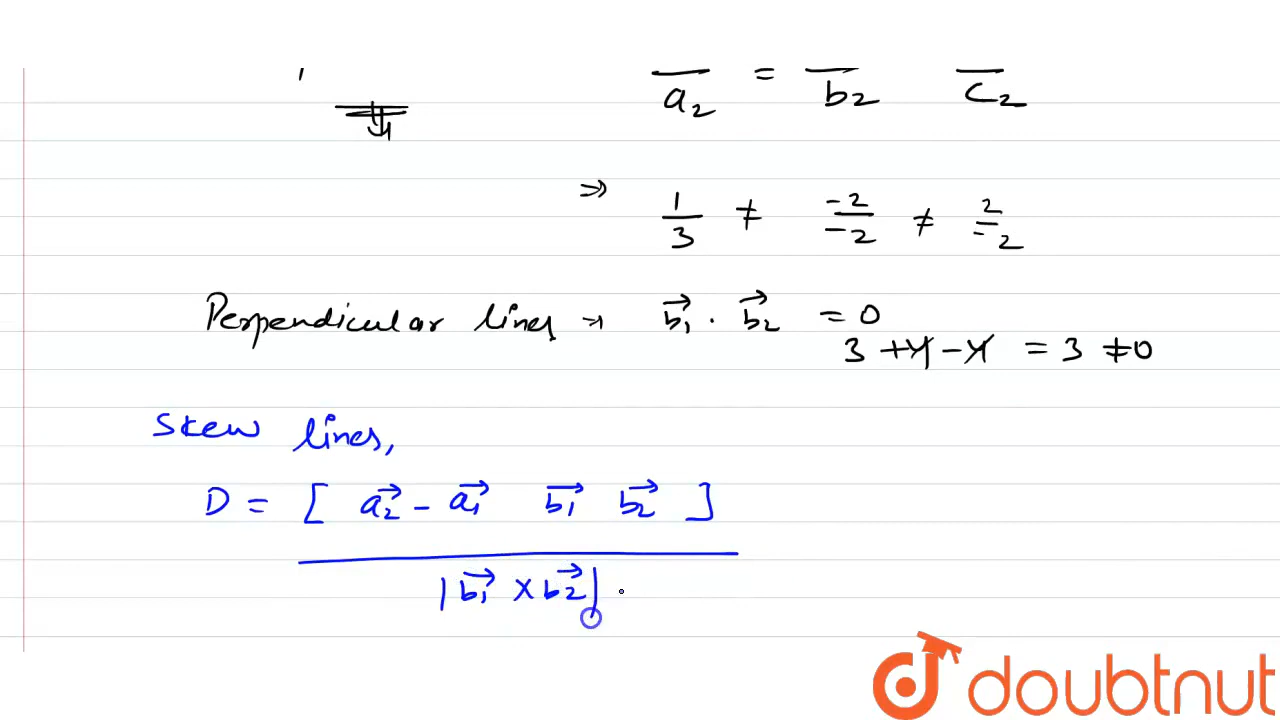 — = — —
a₂ b₂ c₂
⇒ 1/3 ≠ -2/-2 ≠ 2/-2
Perpendicular lines → b₁⃗ . b₂⃗ = 0
3 + 4 - 4 = 3 ≠ 0
Skew lines,
D = [ a₂⃗ - a₁⃗ b₁⃗ b₂⃗ ]
| b₁⃗ × b₂⃗ | .
doubtnut